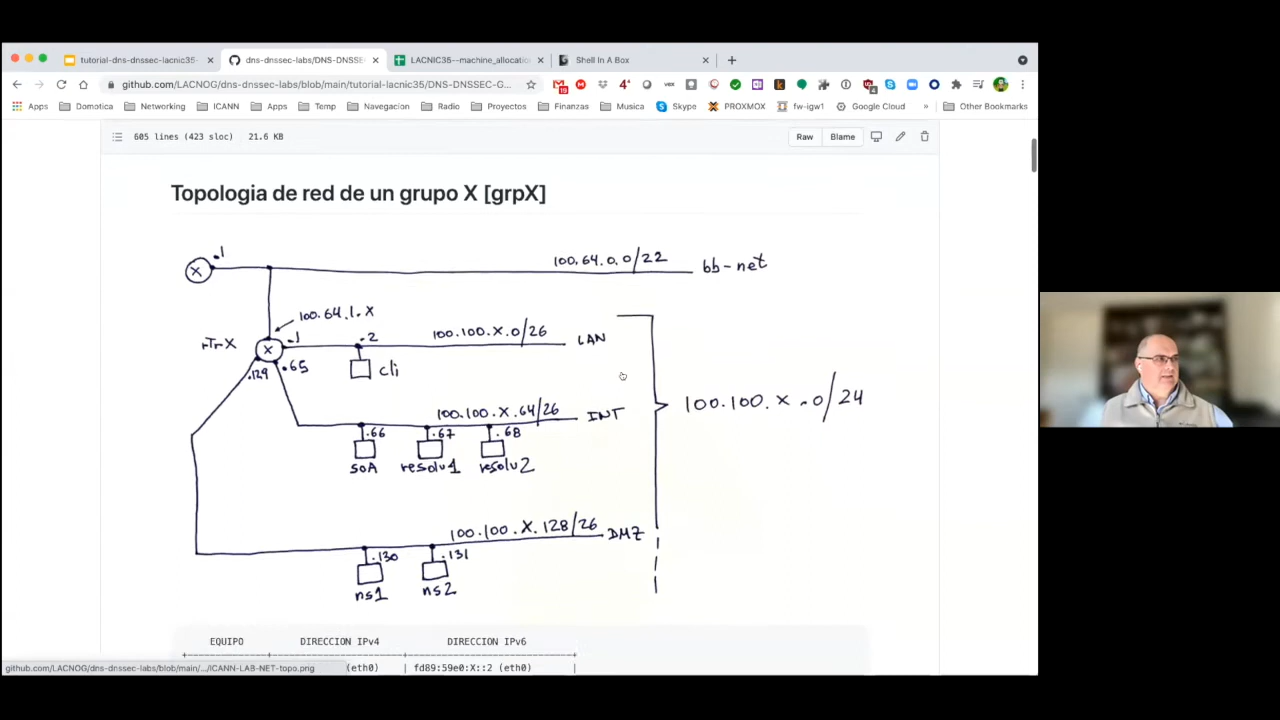 tutorial-dns-dnssec-lacnic35-
dns-dnssec-labs/DNS-DNSSE
LACNIC35--machine_allocation
Shell In A Box
github.com/LACNOG/dns-dnssec-labs/blob/main/tutorial-lacnic35/DNS-DNSSEC-G...
Apps
Domotica
Networking
ICANN
Apps
Temp
Navegacion
Radio
Proyectos
Finanzas
Musica
Skype
PROXMOX
fw-igw1
Google Cloud
»
Other Bookmarks
605 lines (423 sloc)
21.6 KB
Raw
Blame
Topologia de red de un grupo X [grpX]
.1
X
100.64.0.0/22
bb-net
100.64.1.X
rTrX
X
.1
.2
100.100.X.0/26
LAN
.129
.65
cli
100.100.X.0/24
100.100.X.64/26
INT
.66
.67
.68
soA
resolv1
resolv2
100.100.X.128/26
DMZ
.130
.131
ns1
ns2
EQUIPO
DIRECCION IPv4
DIRECCION IPv6
github.com/LACNOG/dns-dnssec-labs/blob/main/.../ICANN-LAB-NET-topo.png
(eth0) | fd89:59e0:X::2 (eth0) |